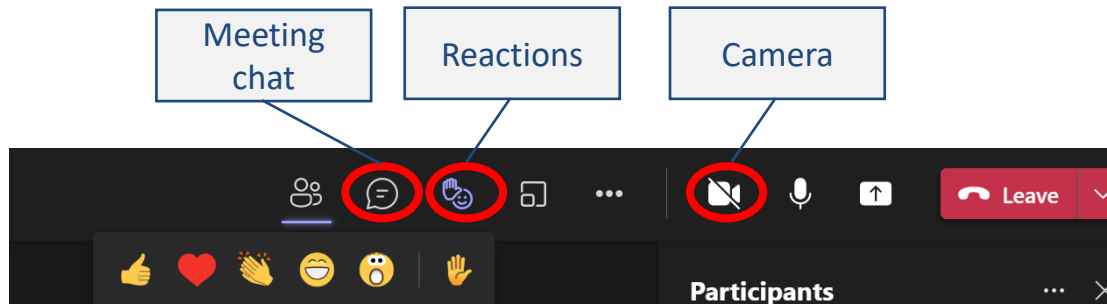 Meeting
chat
Reactions
Camera
Leave
Participants